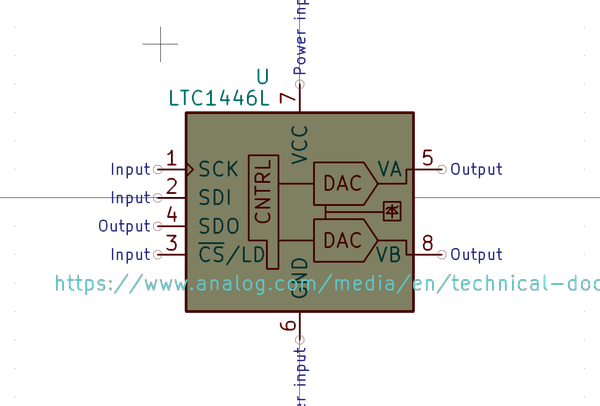 Power inp
U
LTC1446L
7
VCC
Input 1 SCK
VA 5 Output
Input 2 SDI
CNTRL
DAC
Output 4 SDO
DAC
Input 3 CS/LD
VB 8 Output
GND
https://www.analog.com/media/en/technical-doc
6
er input